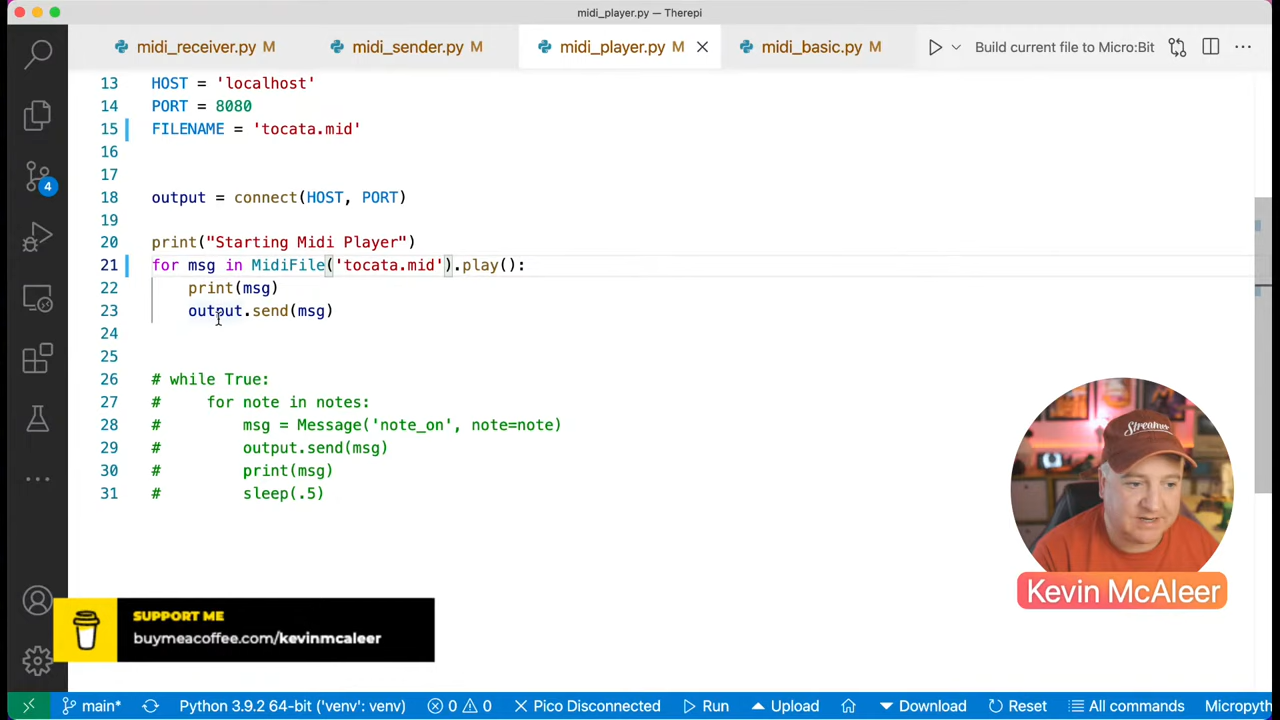 midi_player.py — Therepi
midi_receiver.py M midi_sender.py M midi_player.py M midi_basic.py M Build current file to Micro:Bit
13 HOST = 'localhost'
14 PORT = 8080
15 FILENAME = 'tocata.mid'
16
17
18 output = connect(HOST, PORT)
19
20 print("Starting Midi Player")
21 for msg in MidiFile('tocata.mid').play():
22 print(msg)
23 output.send(msg)
24
25
26 # while True:
27 # for note in notes:
28 # msg = Message('note_on', note=note)
29 # output.send(msg)
30 # print(msg)
31 # sleep(.5)
4
Streamer
Kevin McAleer
SUPPORT ME
buymeacoffee.com/kevinmcaleer
main* Python 3.9.2 64-bit ('venv': venv) 0 0 Pico Disconnected Run Upload Download Reset All commands Micropyth